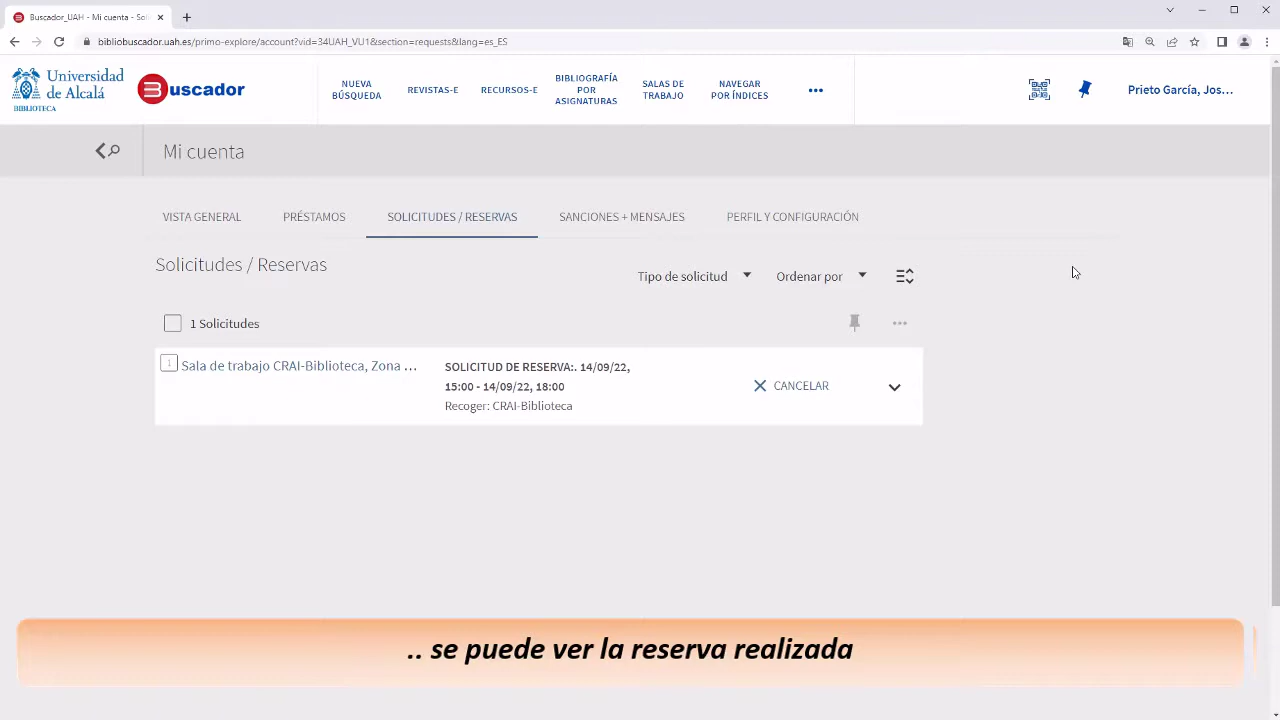 Buscador_UAH - Mi cuenta - Soli
bibliobuscador.uah.es/primo-explore/account?vid=34UAH_VU1&section=requests&lang=es_ES
Universidad
de Alcalá
BIBLIOTECA
Buscador
NUEVA
BÚSQUEDA
REVISTAS-E
RECURSOS-E
BIBLIOGRAFÍA
POR
ASIGNATURAS
SALAS DE
TRABAJO
NAVEGAR
POR ÍNDICES
Prieto García, Jos...
Mi cuenta
VISTA GENERAL
PRÉSTAMOS
SOLICITUDES / RESERVAS
SANCIONES + MENSAJES
PERFIL Y CONFIGURACIÓN
Solicitudes / Reservas
Tipo de solicitud
Ordenar por
1 Solicitudes
1 Sala de trabajo CRAI-Biblioteca, Zona ...
SOLICITUD DE RESERVA:. 14/09/22,
15:00 - 14/09/22, 18:00
Recoger: CRAI-Biblioteca
CANCELAR
.. se puede ver la reserva realizada